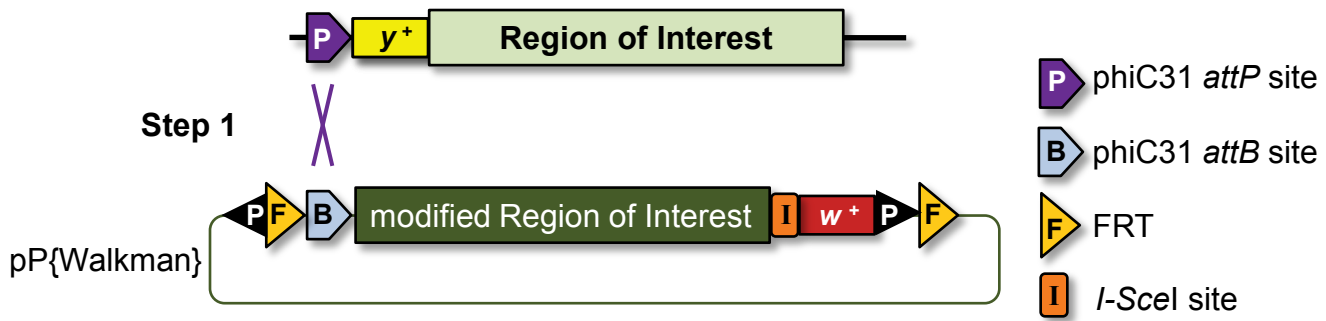 P y + Region of Interest
Step 1
P F B modified Region of Interest I w + P F
pP{Walkman}
P phiC31 attP site
B phiC31 attB site
F FRT
I I-SceI site